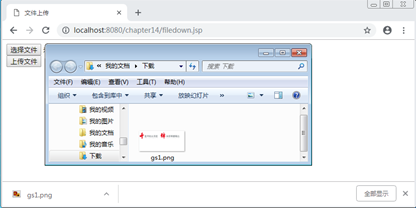 文件上传
localhost:8080/chapter14/filedown.jsp
选择文件
上传文件
« 我的文档 下载
搜索 下载
文件(F) 编辑(E) 查看(V) 工具(T) 帮助(H)
组织 包含到库中 共享 放映幻灯片 »
我的视频
我的图片
我的文档
我的音乐
下载
gs1.png
gs1.png
全部显示